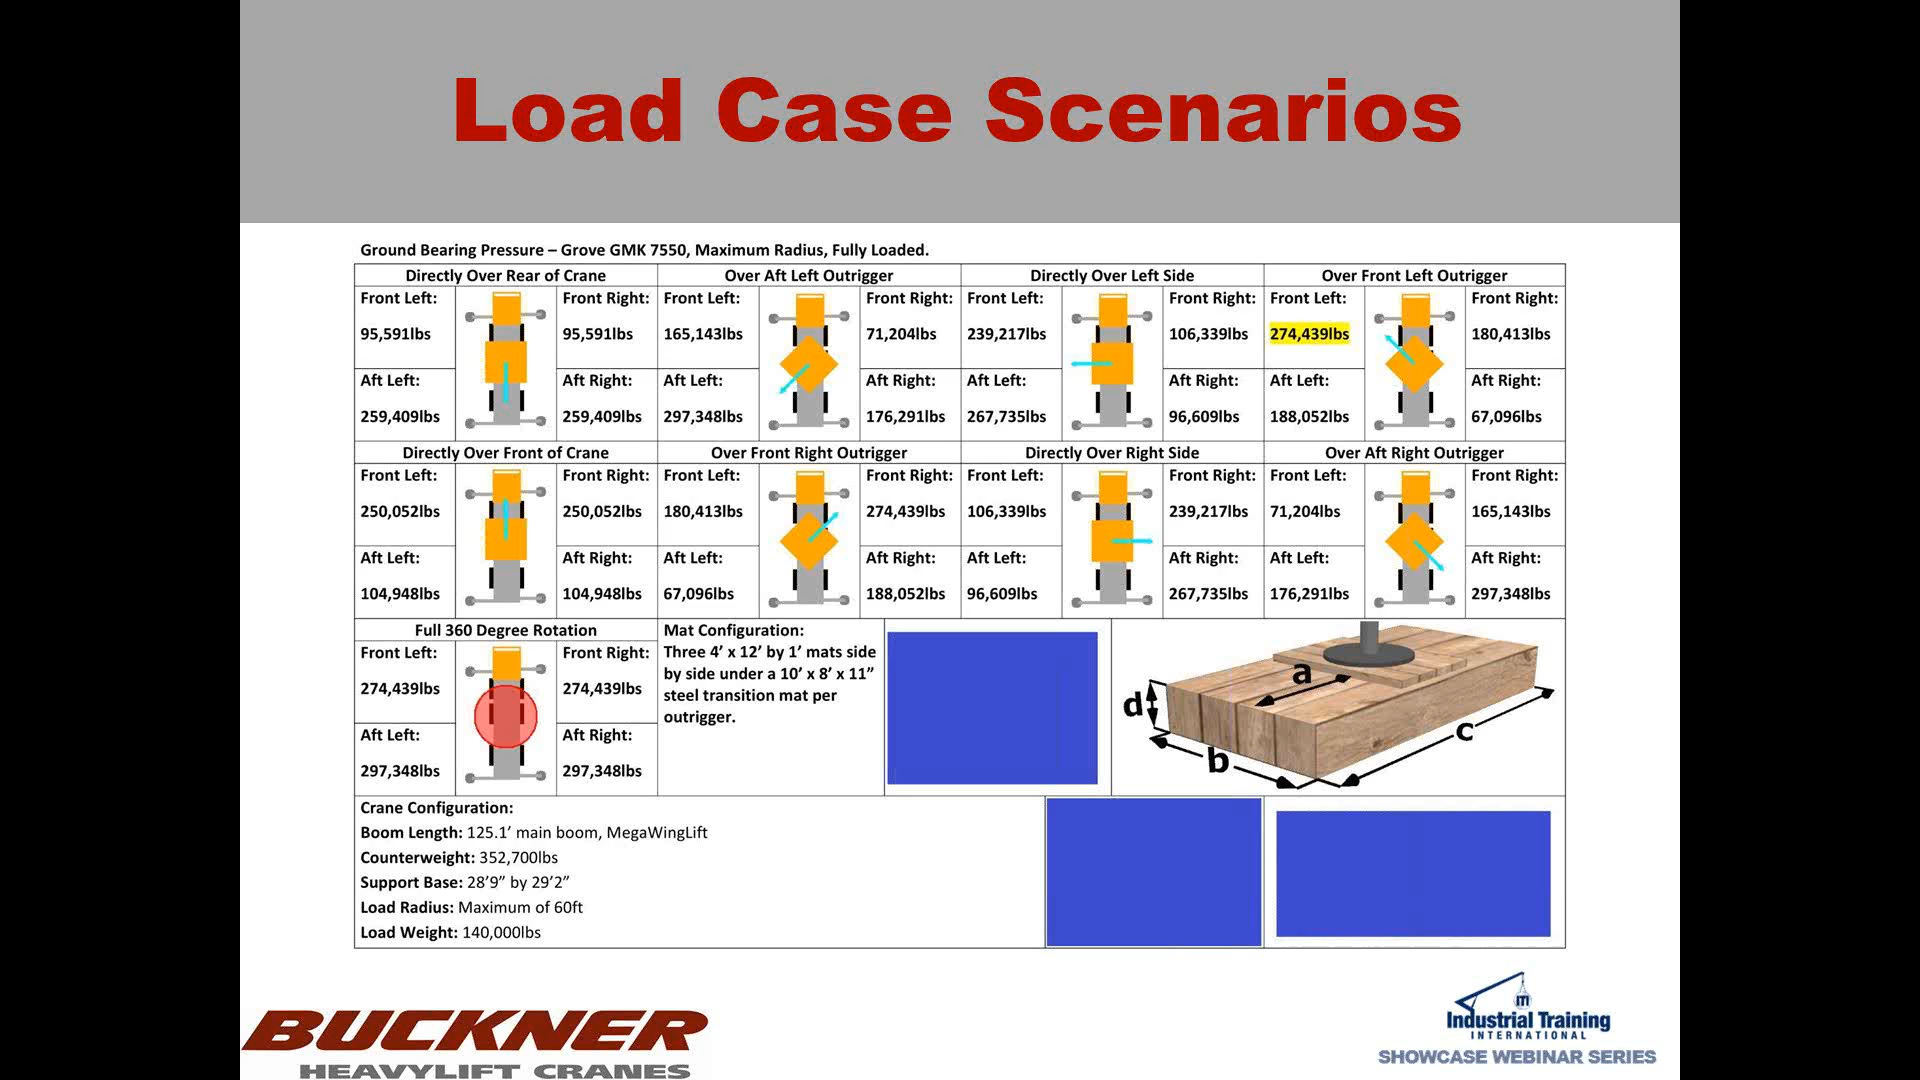 Load Case Scenarios
Ground Bearing Pressure – Grove GMK 7550, Maximum Radius, Fully Loaded.
Directly Over Rear of Crane
Front Left:
95,591lbs
Front Right:
95,591lbs
Aft Left:
259,409lbs
Aft Right:
259,409lbs
Over Aft Left Outrigger
Front Left:
165,143lbs
Front Right:
71,204lbs
Aft Left:
297,348lbs
Aft Right:
176,291lbs
Directly Over Left Side
Front Left:
239,217lbs
Front Right:
106,339lbs
Aft Left:
267,735lbs
Aft Right:
96,609lbs
Over Front Left Outrigger
Front Left:
274,439lbs
Front Right:
180,413lbs
Aft Left:
188,052lbs
Aft Right:
67,096lbs
Directly Over Front of Crane
Front Left:
250,052lbs
Front Right:
250,052lbs
Aft Left:
104,948lbs
Aft Right:
104,948lbs
Over Front Right Outrigger
Front Left:
180,413lbs
Front Right:
274,439lbs
Aft Left:
67,096lbs
Aft Right:
188,052lbs
Directly Over Right Side
Front Left:
106,339lbs
Front Right:
239,217lbs
Aft Left:
96,609lbs
Aft Right:
267,735lbs
Over Aft Right Outrigger
Front Left:
71,204lbs
Front Right:
165,143lbs
Aft Left:
176,291lbs
Aft Right:
297,348lbs
Full 360 Degree Rotation
Front Left:
274,439lbs
Front Right:
274,439lbs
Aft Left:
297,348lbs
Aft Right:
297,348lbs
Mat Configuration:
Three 4’ x 12’ by 1’ mats side
by side under a 10’ x 8’ x 11”
steel transition mat per
outrigger.
a
d
b
c
Crane Configuration:
Boom Length: 125.1’ main boom, MegaWingLift
Counterweight: 352,700lbs
Support Base: 28’9” by 29’2”
Load Radius: Maximum of 60ft
Load Weight: 140,000lbs
BUCKNER
HEAVYLIFT CRANES
ITI
Industrial Training
INTERNATIONAL
SHOWCASE WEBINAR SERIES